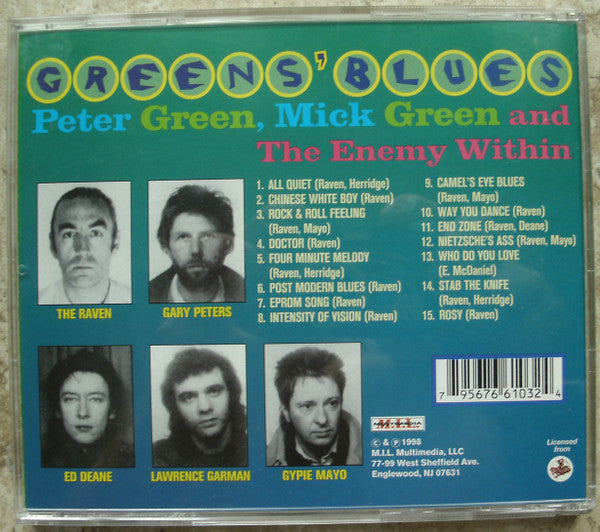 GREENS' BLUES
Peter Green, Mick Green and
The Enemy Within
1. ALL QUIET (Raven, Herridge)
2. CHINESE WHITE BOY (Raven)
3. ROCK & ROLL FEELING
(Raven, Mayo)
4. DOCTOR (Raven)
5. FOUR MINUTE MELODY
(Raven, Herridge)
6. POST MODERN BLUES (Raven)
7. EPROM SONG (Raven)
8. INTENSITY OF VISION (Raven)
9. CAMEL'S EYE BLUES
(Raven, Mayo)
10. WAY YOU DANCE (Raven)
11. END ZONE (Raven, Deane)
12. NIETZSCHE'S ASS (Raven, Mayo)
13. WHO DO YOU LOVE
(E. McDaniel)
14. STAB THE KNIFE
(Raven, Herridge)
15. ROSY (Raven)
THE RAVEN
GARY PETERS
ED DEANE
LAWRENCE GARMAN
GYPIE MAYO
© & ℗ 1998
M.I.L. Multimedia, LLC
77-99 West Sheffield Ave.
Englewood, NJ 07631
7 95676 61032 4
Licensed
from